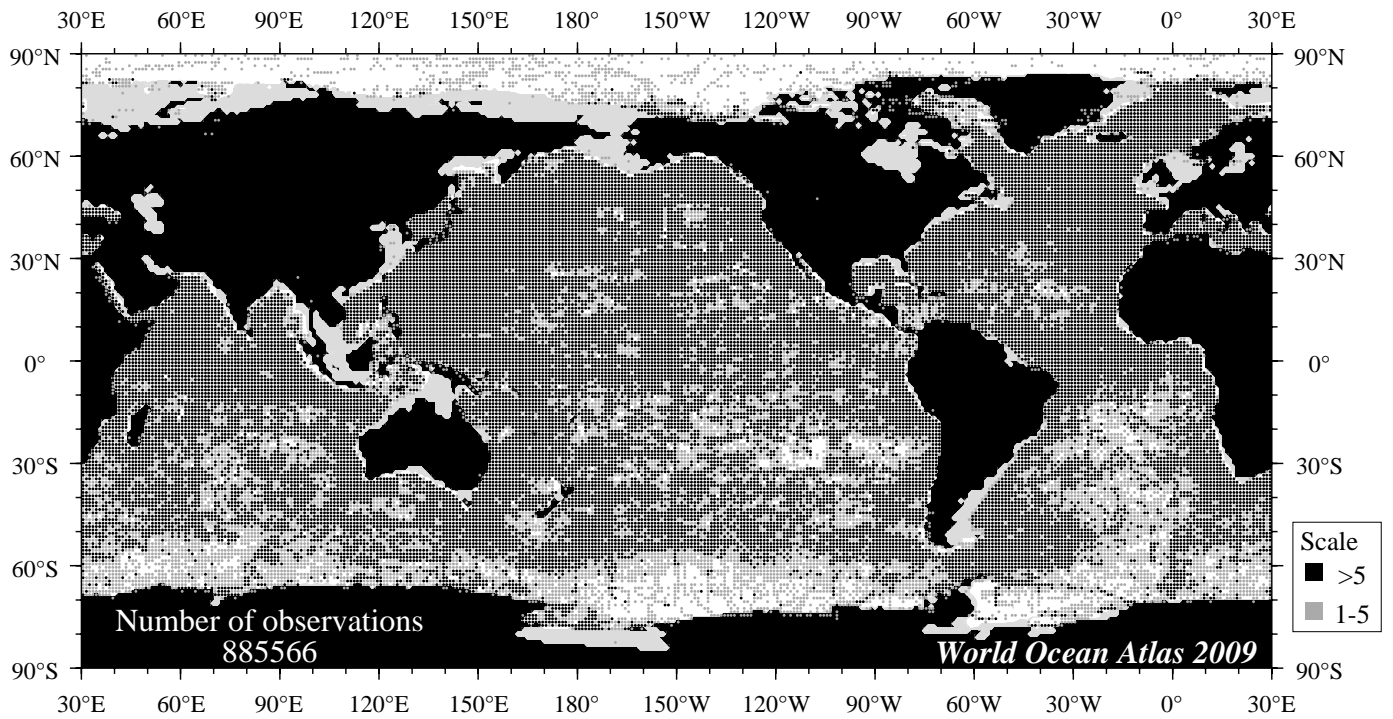 30°E 60°E 90°E 120°E 150°E 180° 150°W 120°W 90°W 60°W 30°W 0° 30°E
90°N 90°N
60°N 60°N
30°N 30°N
0° 0°
30°S 30°S
60°S 60°S
90°S 90°S
Scale
>5
1-5
Number of observations
885566
World Ocean Atlas 2009
30°E 60°E 90°E 120°E 150°E 180° 150°W 120°W 90°W 60°W 30°W 0° 30°E